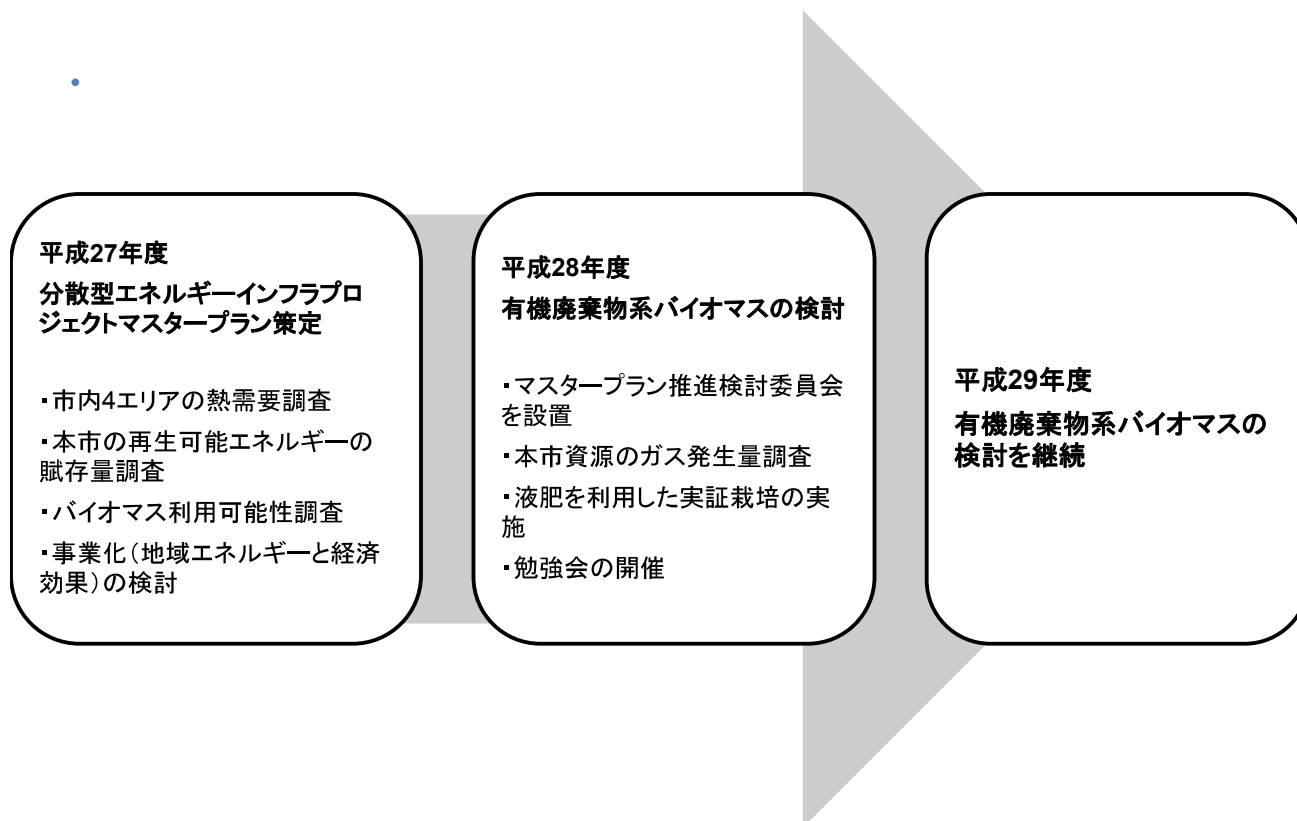 平成27年度
分散型エネルギーインフラプロ
ジェクトマスタープラン策定
・市内4エリアの熱需要調査
・本市の再生可能エネルギーの
賦存量調査
・バイオマス利用可能性調査
・事業化(地域エネルギーと経済
効果)の検討
平成28年度
有機廃棄物系バイオマスの検討
・マスタープラン推進検討委員会
を設置
・本市資源のガス発生量調査
・液肥を利用した実証栽培の実
施
・勉強会の開催
平成29年度
有機廃棄物系バイオマスの
検討を継続